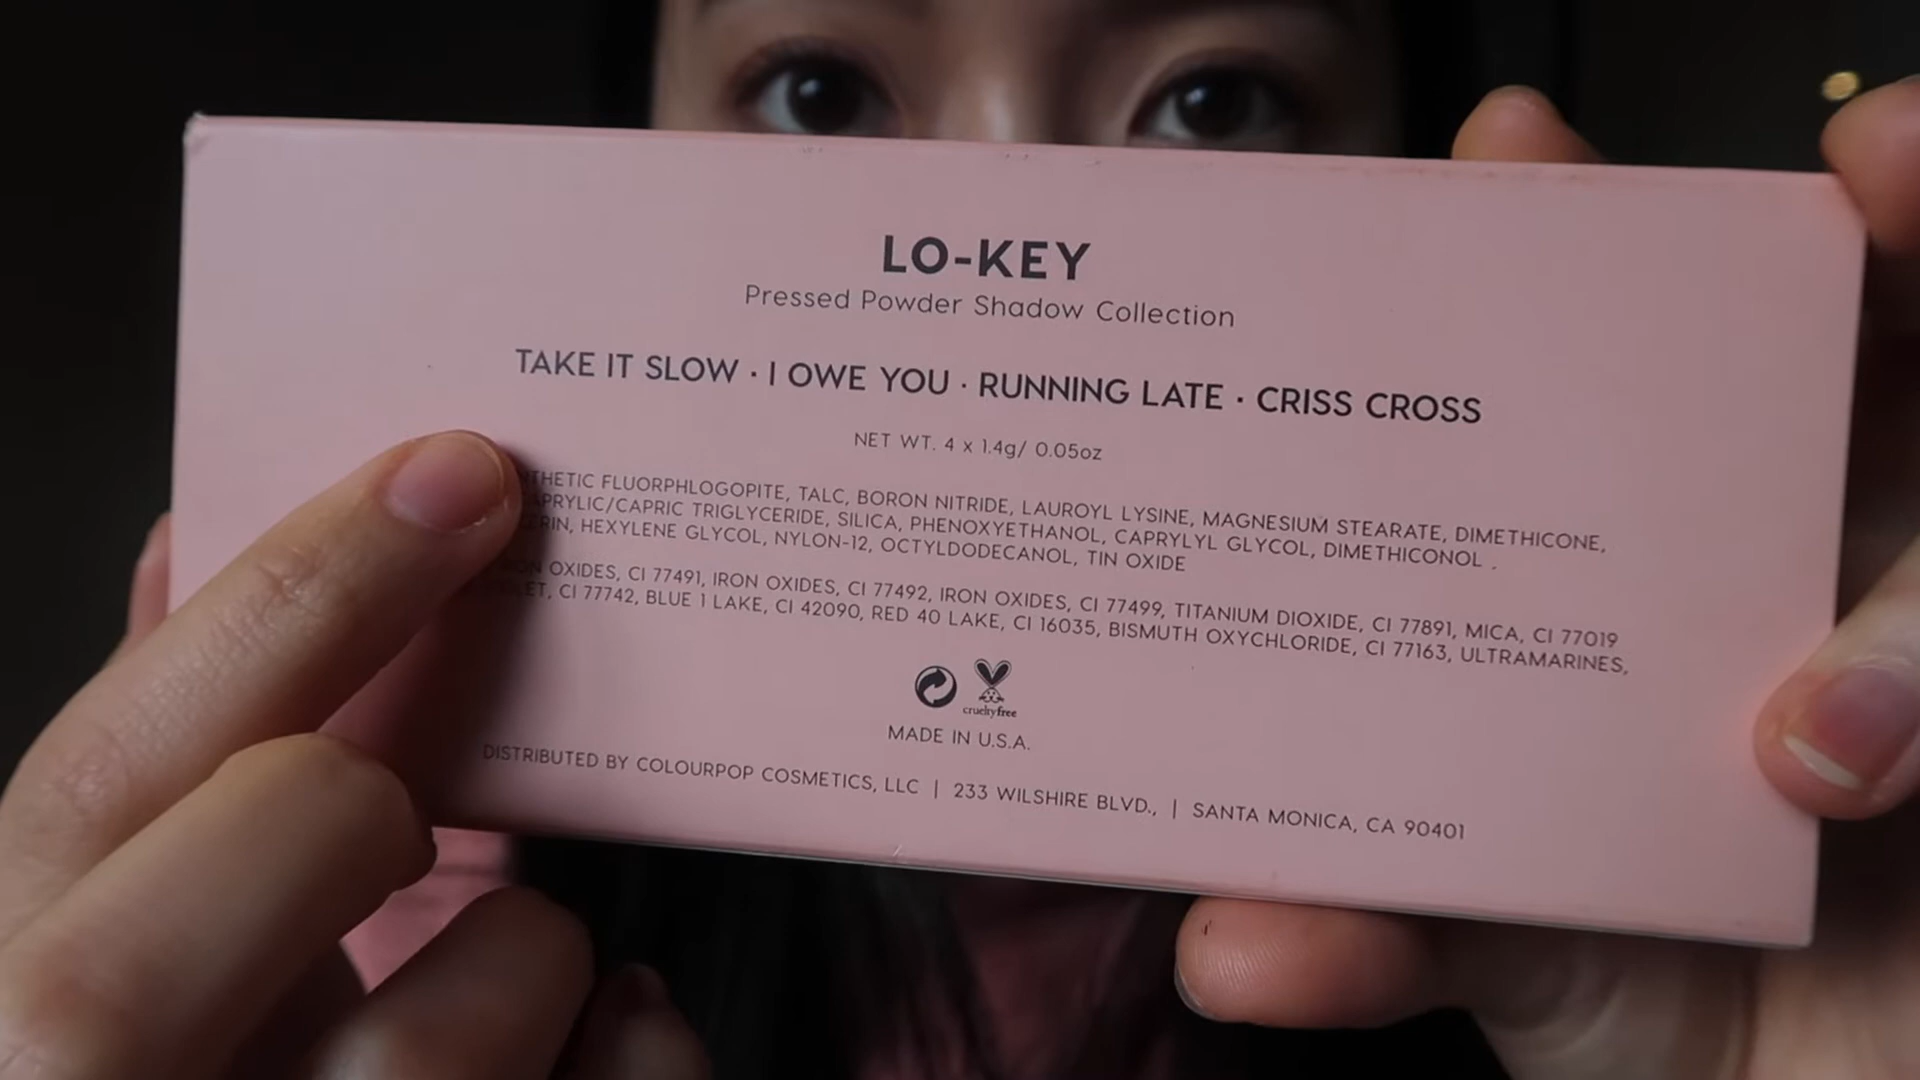 LO-KEY
Pressed Powder Shadow Collection
TAKE IT SLOW · I OWE YOU · RUNNING LATE · CRISS CROSS
NET WT. 4 x 1.4g/ 0.05oz
FLUORPHLOGOPITE, TALC, BORON NITRIDE, LAUROYL LYSINE, MAGNESIUM STEARATE, DIMETHICONE,
/CAPRIC TRIGLYCERIDE, SILICA, PHENOXYETHANOL, CAPRYLYL GLYCOL, DIMETHICONOL .
HEXYLENE GLYCOL, NYLON-12, OCTYLDODECANOL, TIN OXIDE
OXIDES, CI 77491, IRON OXIDES, CI 77492, IRON OXIDES, CI 77499, TITANIUM DIOXIDE, CI 77891, MICA, CI 77019
CI 77742, BLUE 1 LAKE, CI 42090, RED 40 LAKE, CI 16035, BISMUTH OXYCHLORIDE, CI 77163, ULTRAMARINES,
crueltyfree
MADE IN U.S.A.
DISTRIBUTED BY COLOURPOP COSMETICS, LLC | 233 WILSHIRE BLVD., | SANTA MONICA, CA 90401